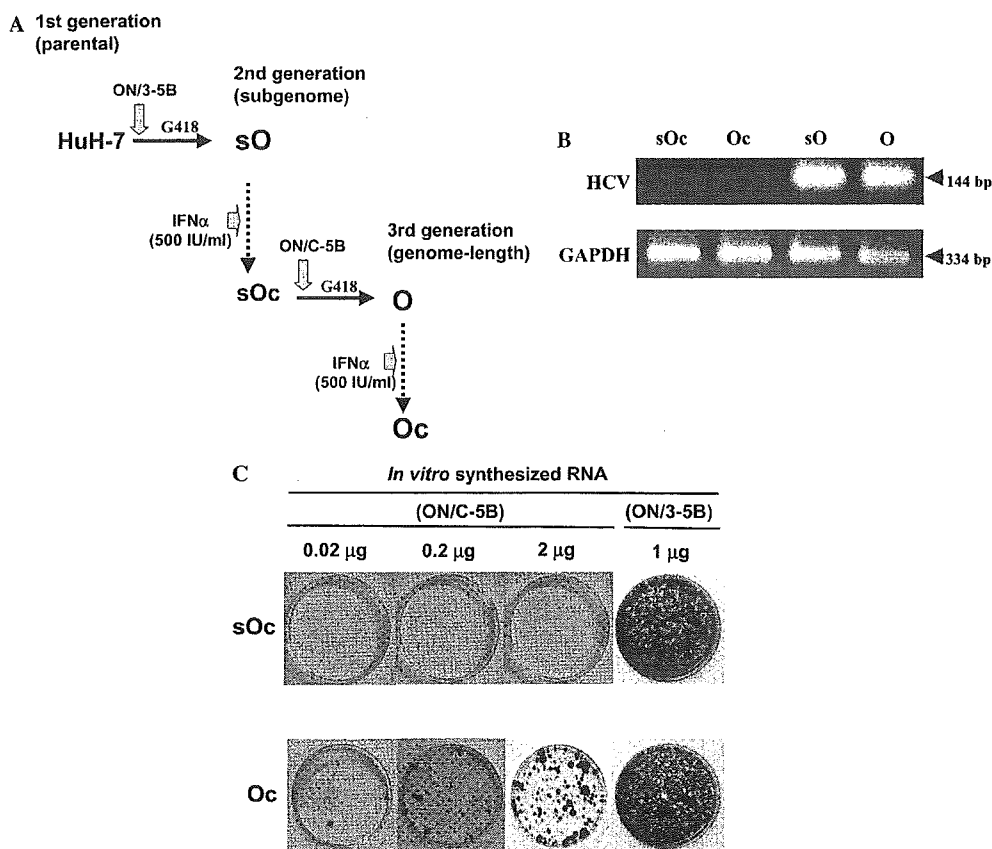 A
1st generation
(parental)
ON/3-5B
G418
HuH-7
2nd generation
(subgenome)
sO
IFNα
(500 IU/ml)
ON/C-5B
3rd generation
(genome-length)
sOc
G418
O
IFNα
(500 IU/ml)
Oc
B
sOc Oc sO O
HCV
144 bp
GAPDH
334 bp
C
In vitro synthesized RNA
(ON/C-5B) (ON/3-5B)
0.02 µg 0.2 µg 2 µg 1 µg
sOc
Oc